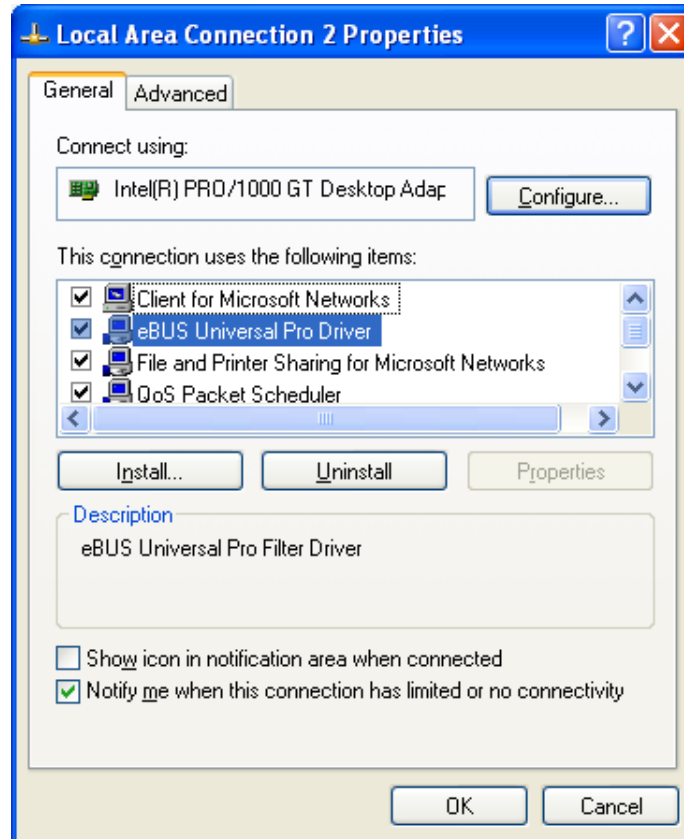 Local Area Connection 2 Properties
General
Advanced
Connect using:
Intel(R) PRO/1000 GT Desktop Adap
Configure...
This connection uses the following items:
Client for Microsoft Networks
eBUS Universal Pro Driver
File and Printer Sharing for Microsoft Networks
QoS Packet Scheduler
Install...
Uninstall
Properties
Description
eBUS Universal Pro Filter Driver
Show icon in notification area when connected
Notify me when this connection has limited or no connectivity
OK
Cancel